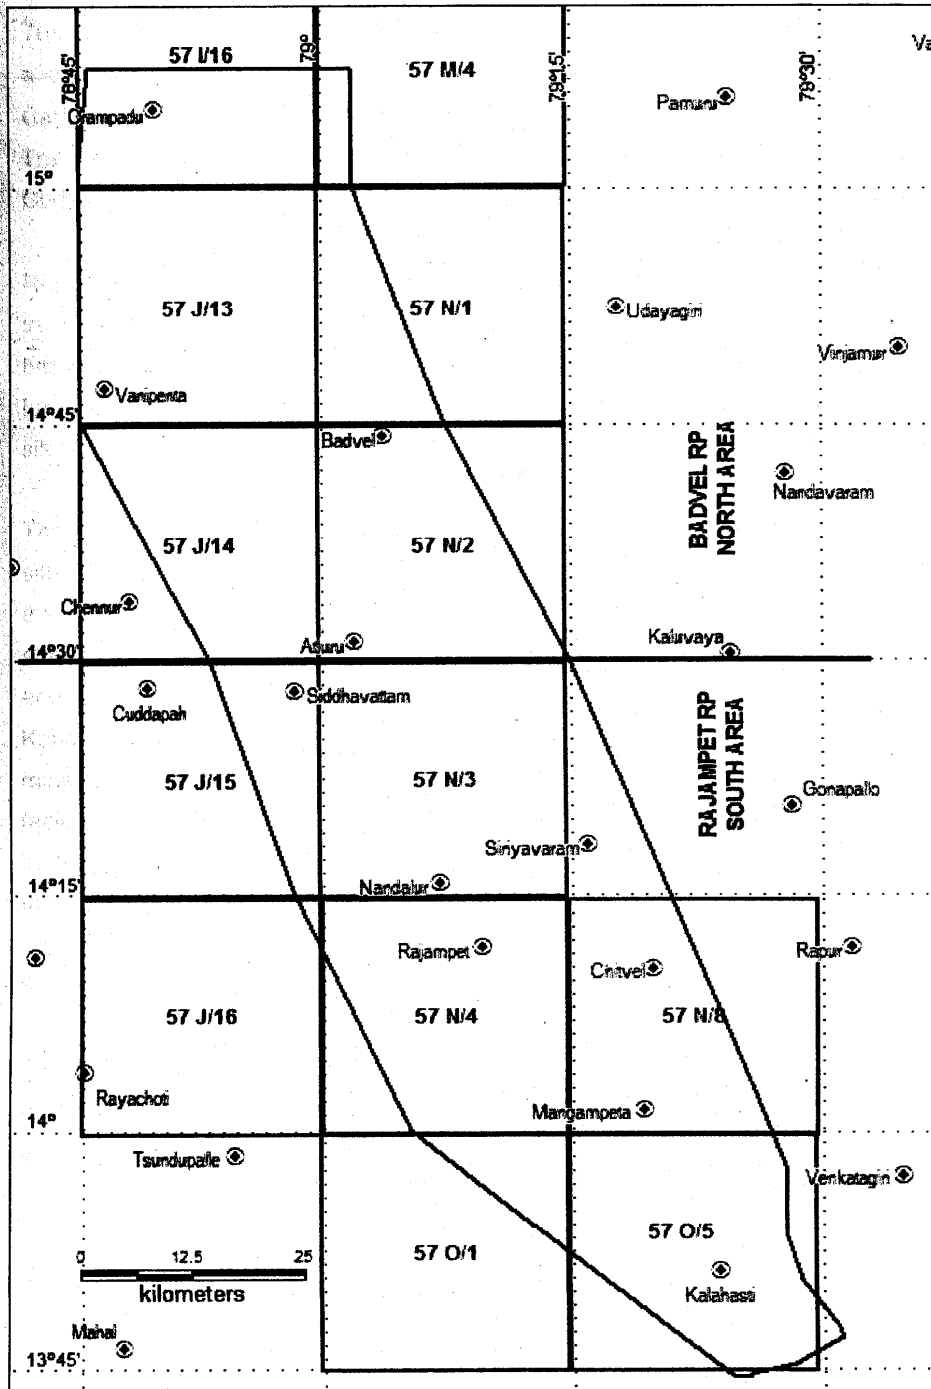 78°45'
79°
79°15'
79°30'
57 I/16
57 M/4
Va
Orampadu
Pamuru
15°
57 J/13
57 N/1
Udayagiri
Vinjamur
Vanipenta
14°45'
Badvel
BADVEL RP
NORTH AREA
Nandavaram
57 J/14
57 N/2
Chennur
Aturu
Kaluvaya
14°30'
Siddhavattam
Cuddapah
RAJAMPET RP
SOUTH AREA
57 J/15
57 N/3
Gonapallo
Siriyavaram
14°15'
Nandalur
Rajampet
Rapur
Chitvel
57 J/16
57 N/4
57 N/8
Rayachoti
Mangampeta
14°
Tsundupalle
Venkatagiri
57 O/1
57 O/5
0 12.5 25
kilometers
Kalahasti
Mahal
13°45'